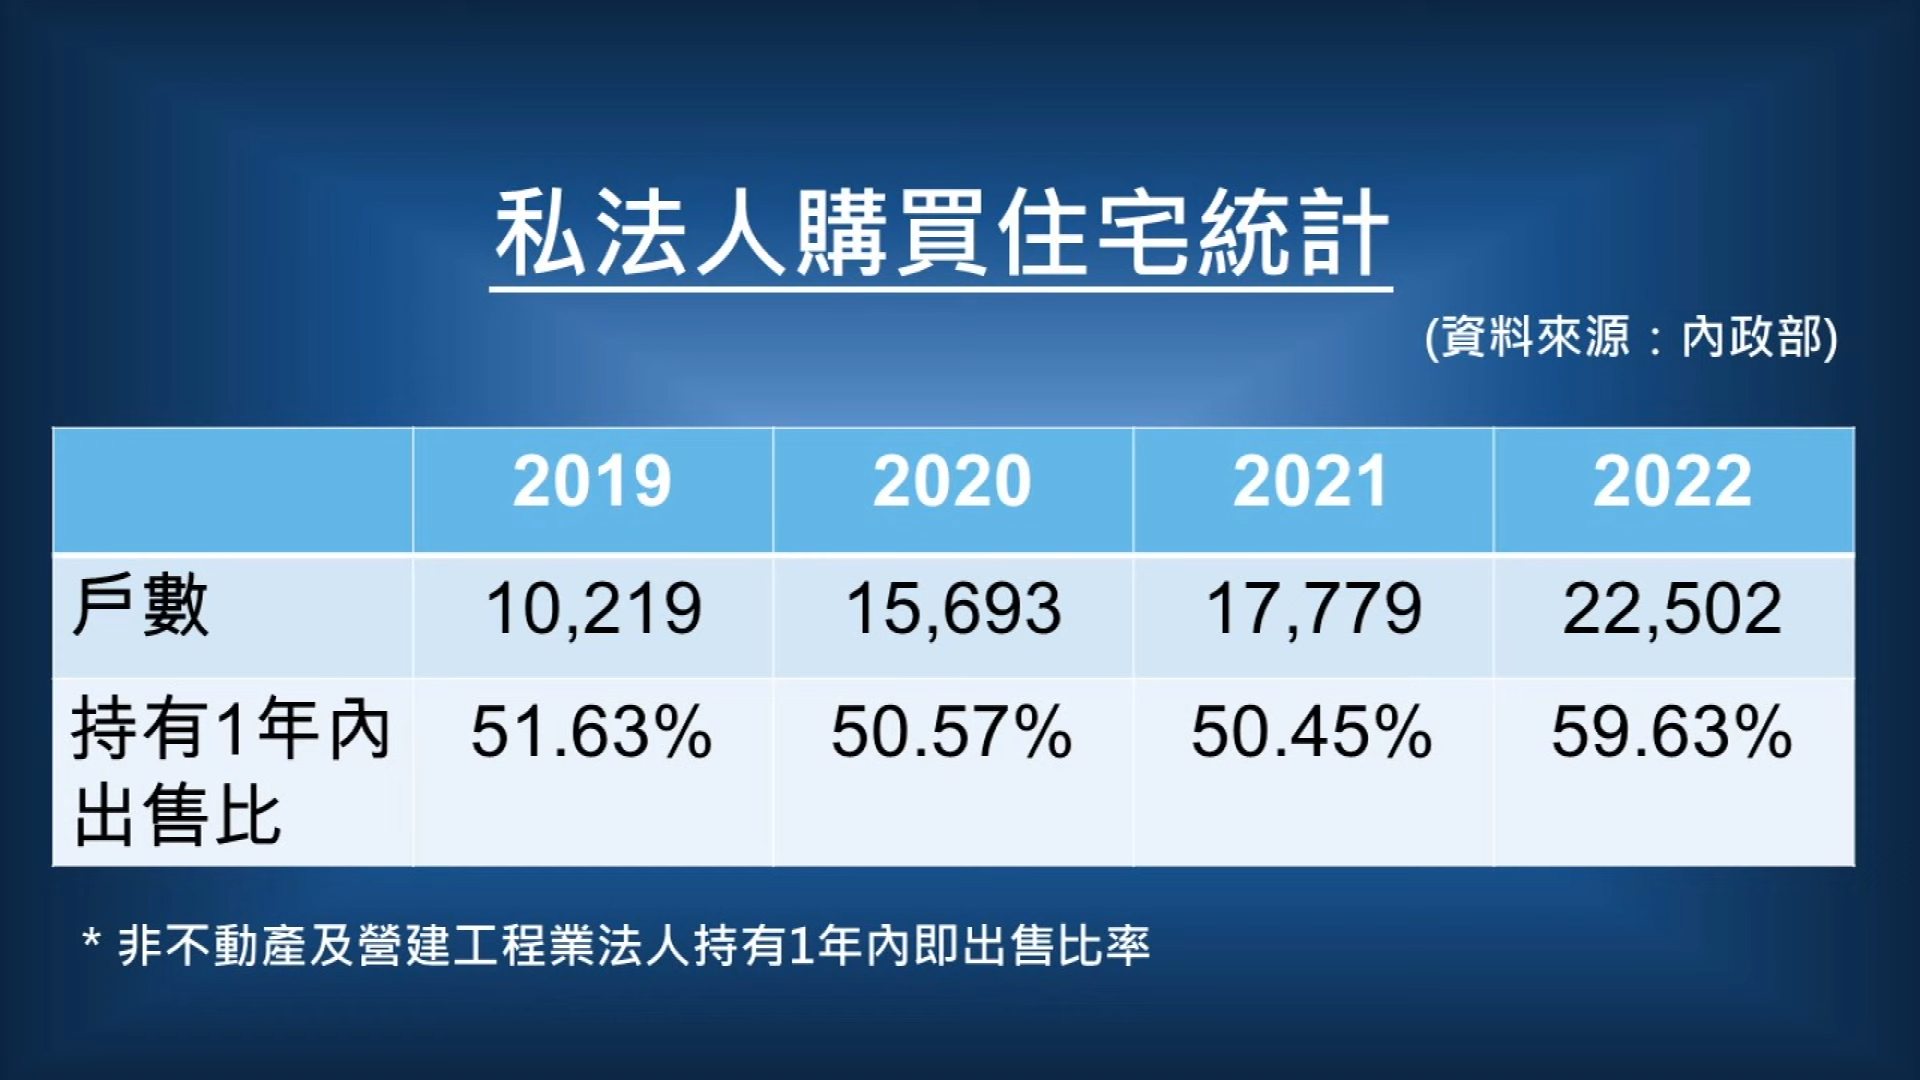 私法人購買住宅統計
(資料來源：內政部)
2019 2020 2021 2022
戶數 10,219 15,693 17,779 22,502
持有1年內 51.63% 50.57% 50.45% 59.63%
出售比
* 非不動產及營建工程業法人持有1年內即出售比率